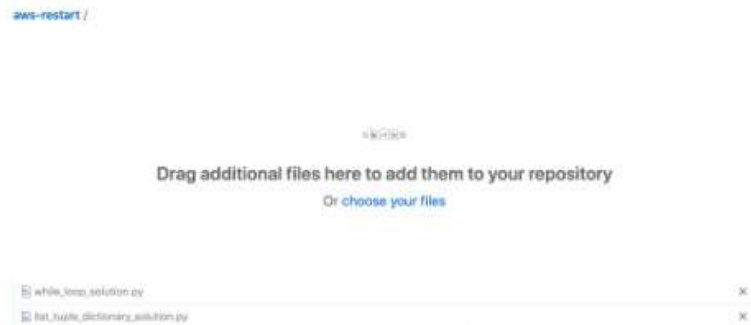 aws-restart /
Drag additional files here to add them to your repository
Or choose your files
while_loop_solution.py
list_tuple_dictionary_solution.py